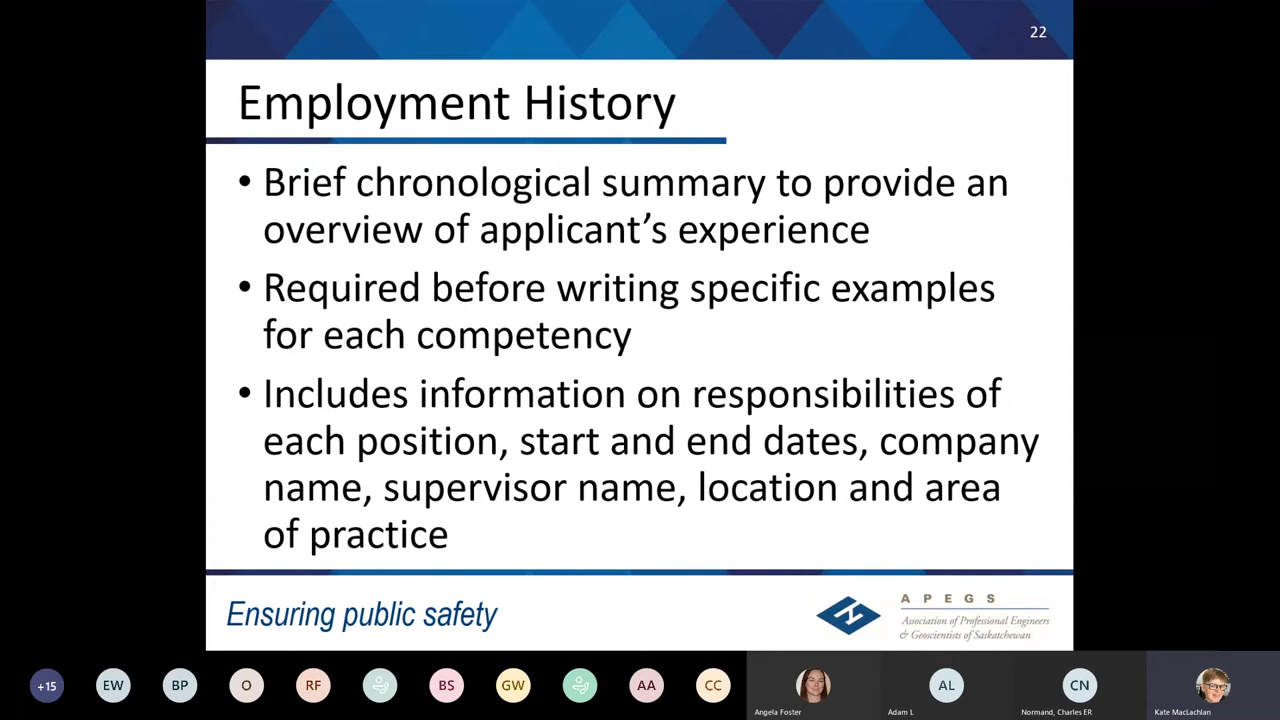 22
Employment History
• Brief chronological summary to provide an
overview of applicant's experience
• Required before writing specific examples
for each competency
• Includes information on responsibilities of
each position, start and end dates, company
name, supervisor name, location and area
of practice
Ensuring public safety
APEGS
Association of Professional Engineers
& Geoscientists of Saskatchewan
+15 EW BP O RF BS GW AA CC AL CN
Angela Foster Adam L Normand, Charles ER Kate MacLachlan